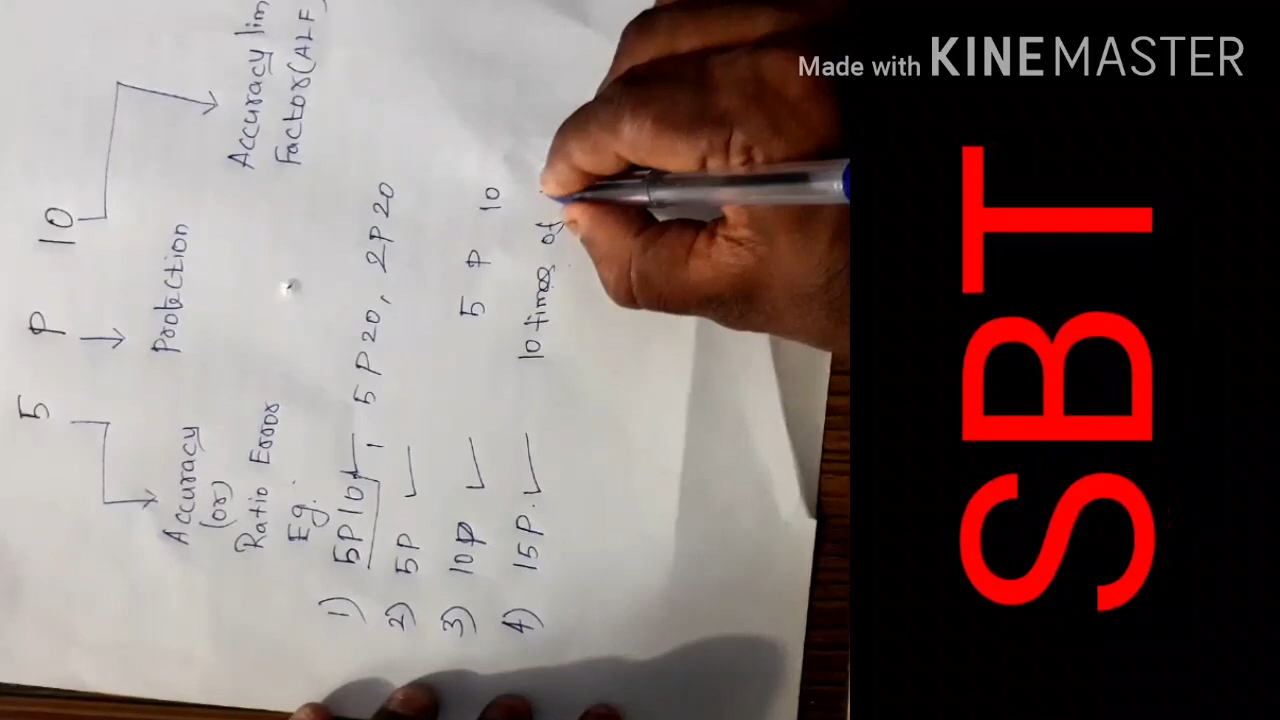 5 P 10
Protection
Accuracy
(or)
Ratio Error
Accuracy lim
Factor (ALF)
Eg:
1) 5P10, 5P20, 2P20
2) 5P
3) 10P
4) 15P.
5 P 10
10 times of
Made with KINEMASTER
SBT